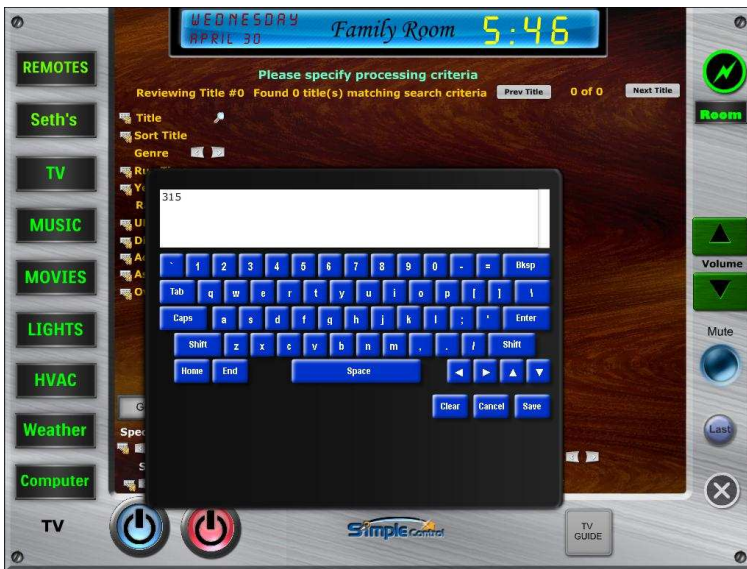 WEDNESDAY
APRIL 30
Family Room
5:46
REMOTES
Seth's
TV
MUSIC
MOVIES
LIGHTS
HVAC
Weather
Computer
TV
Please specify processing criteria
Reviewing Title #0 Found 0 title(s) matching search criteria Prev Title 0 of 0 Next Title
Title
Sort Title
Genre
315
` 1 2 3 4 5 6 7 8 9 0 - = Bksp
Tab q w e r t y u i o p [ ] \
Caps a s d f g h j k l ; ' Enter
Shift z x c v b n m , . / Shift
Home End Space
Clear Cancel Save
Simple Control
TV GUIDE
Room
Volume
Mute
Last